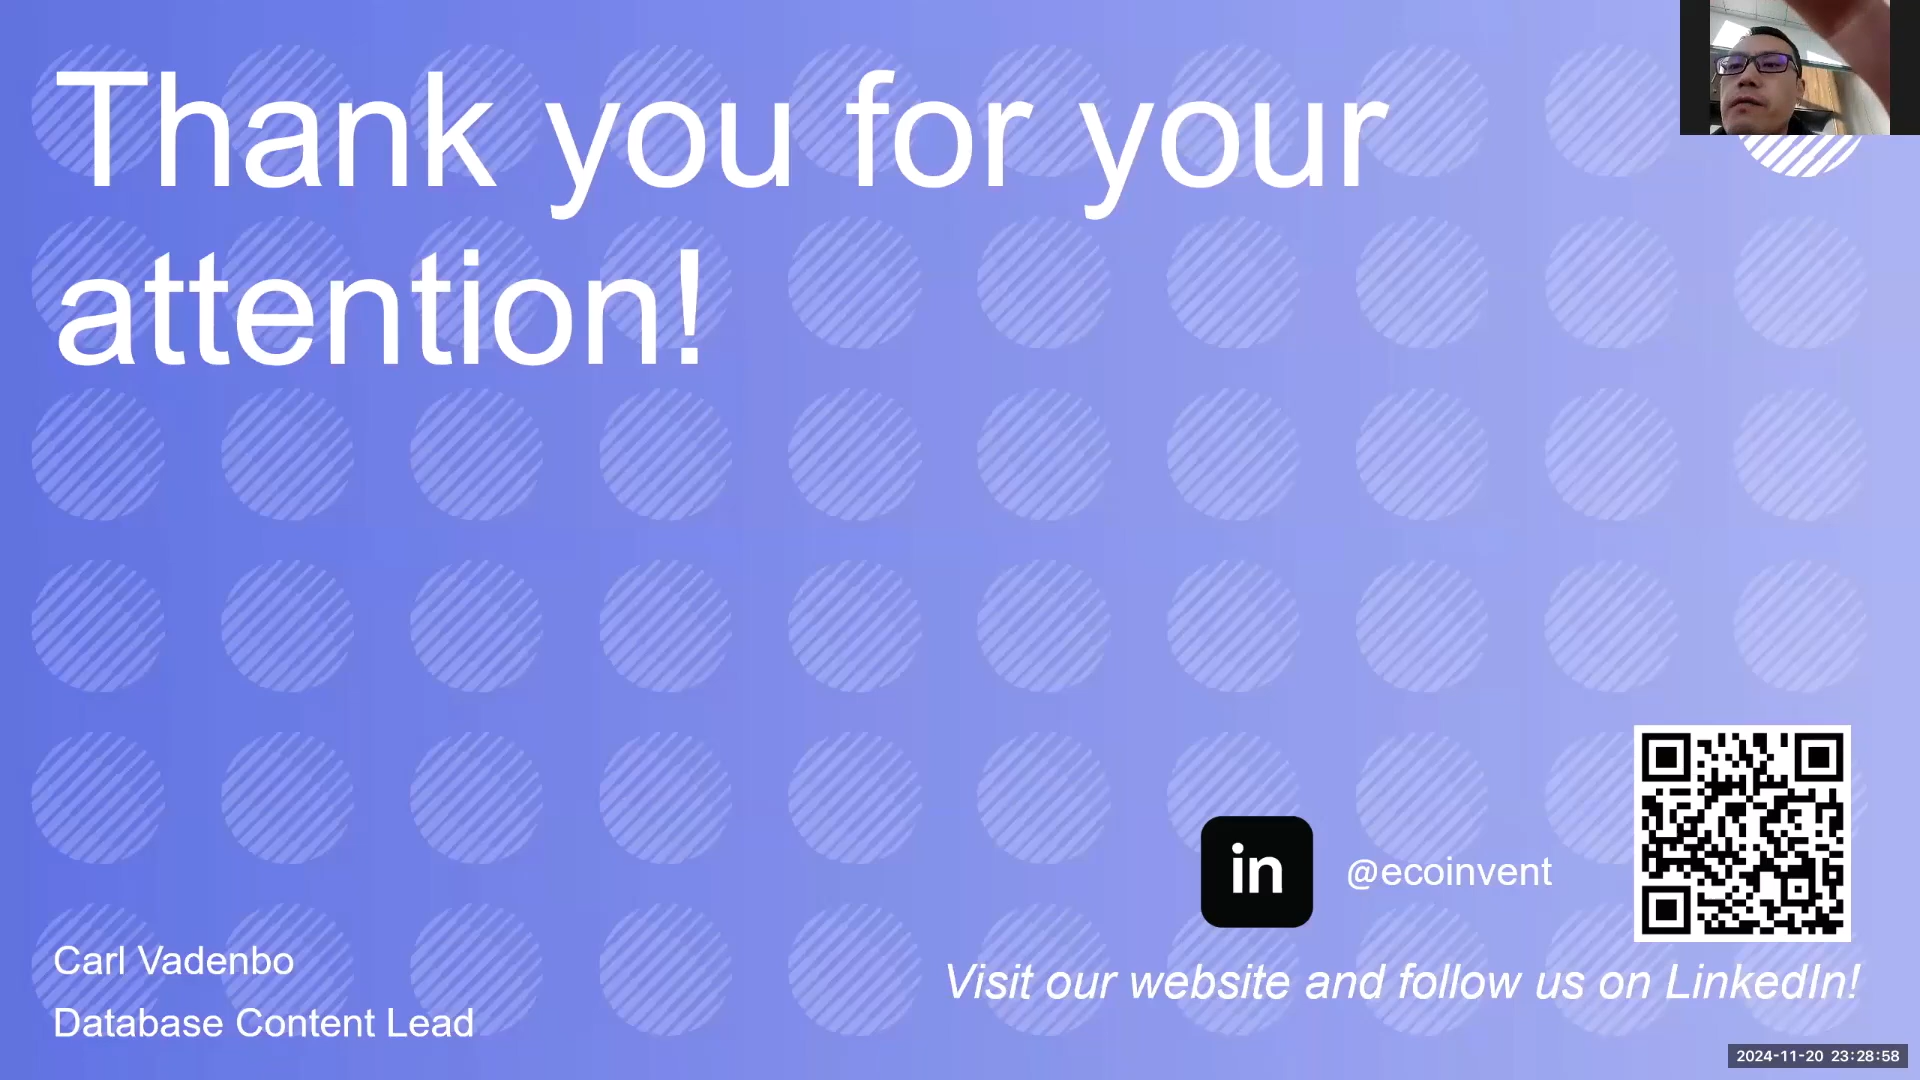 Thank you for your
attention!
in
@ecoinvent
Carl Vadenbo
Database Content Lead
Visit our website and follow us on LinkedIn!
2024-11-20 23:28:58